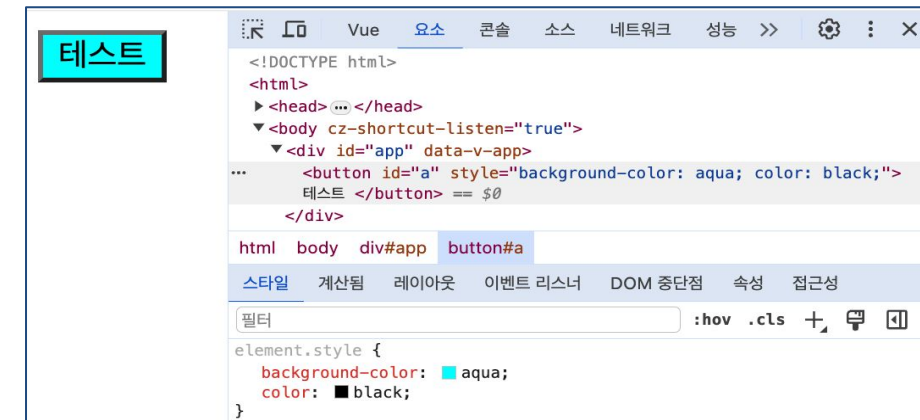 테스트
Vue 요소 콘솔 소스 네트워크 성능 >>
<!DOCTYPE html>
<html>
▶ <head> ••• </head>
▼ <body cz-shortcut-listen="true">
▼ <div id="app" data-v-app>
••• <button id="a" style="background-color: aqua; color: black;">
테스트 </button> == $0
</div>
html body div#app button#a
스타일 계산됨 레이아웃 이벤트 리스너 DOM 중단점 속성 접근성
필터 :hov .cls
element.style {
background-color: aqua;
color: black;
}